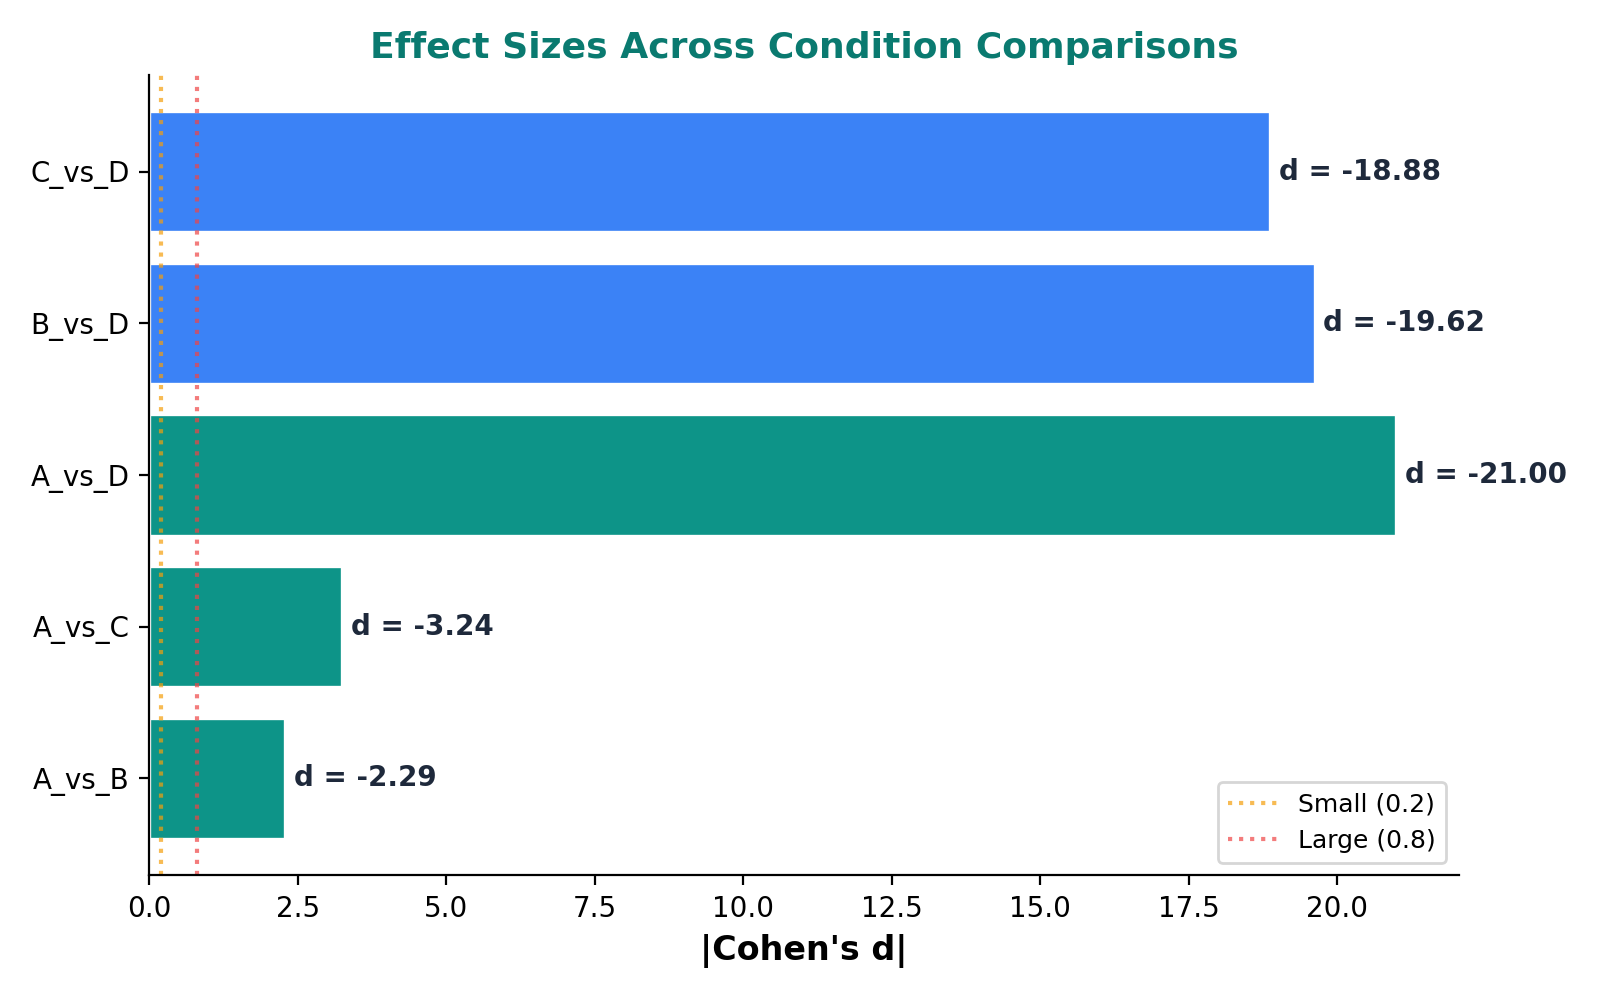 Effect Sizes Across Condition Comparisons
C_vs_D
d = -18.88
B_vs_D
d = -19.62
A_vs_D
d = -21.00
A_vs_C
d = -3.24
A_vs_B
d = -2.29
Small (0.2)
Large (0.8)
0.0 2.5 5.0 7.5 10.0 12.5 15.0 17.5 20.0
|Cohen's d|